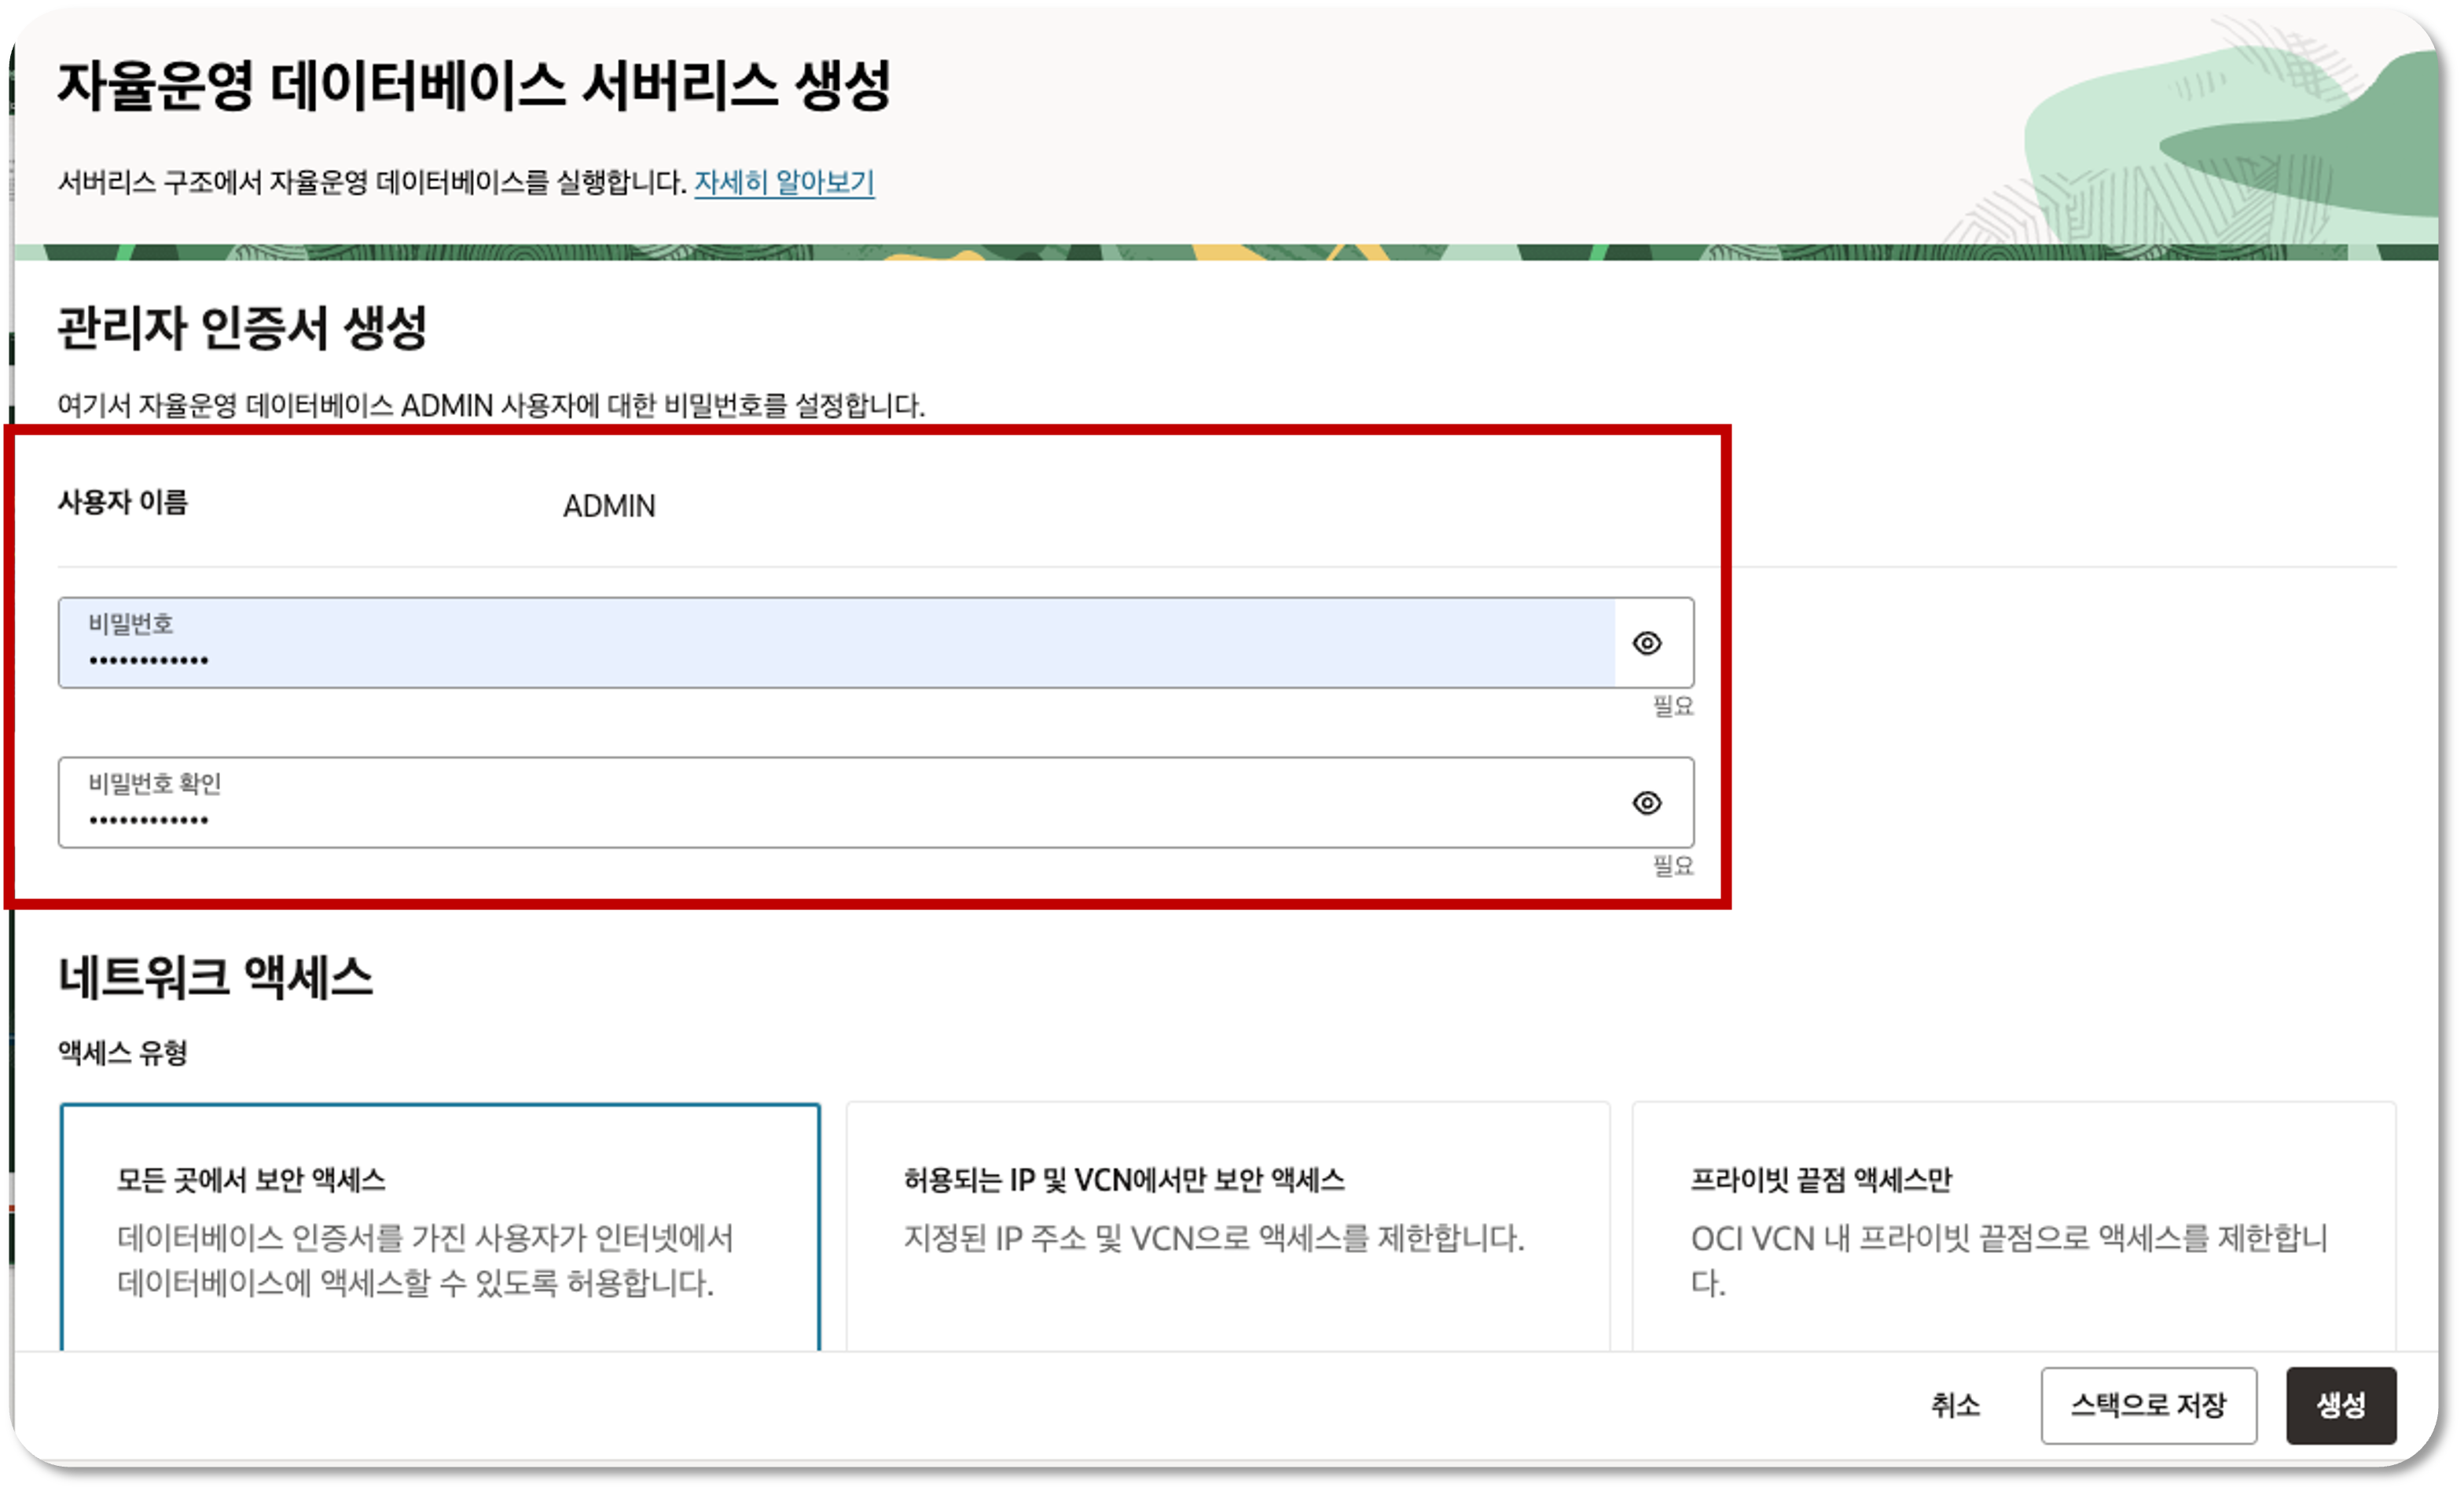 자율운영 데이터베이스 서버리스 생성
서버리스 구조에서 자율운영 데이터베이스를 실행합니다. 자세히 알아보기
관리자 인증서 생성
여기서 자율운영 데이터베이스 ADMIN 사용자에 대한 비밀번호를 설정합니다.
사용자 이름 ADMIN
비밀번호
••••••••••••
필요
비밀번호 확인
••••••••••••
필요
네트워크 액세스
액세스 유형
모든 곳에서 보안 액세스
데이터베이스 인증서를 가진 사용자가 인터넷에서
데이터베이스에 액세스할 수 있도록 허용합니다.
허용되는 IP 및 VCN에서만 보안 액세스
지정된 IP 주소 및 VCN으로 액세스를 제한합니다.
프라이빗 끝점 액세스만
OCI VCN 내 프라이빗 끝점으로 액세스를 제한합니
다.
취소 스택으로 저장 생성